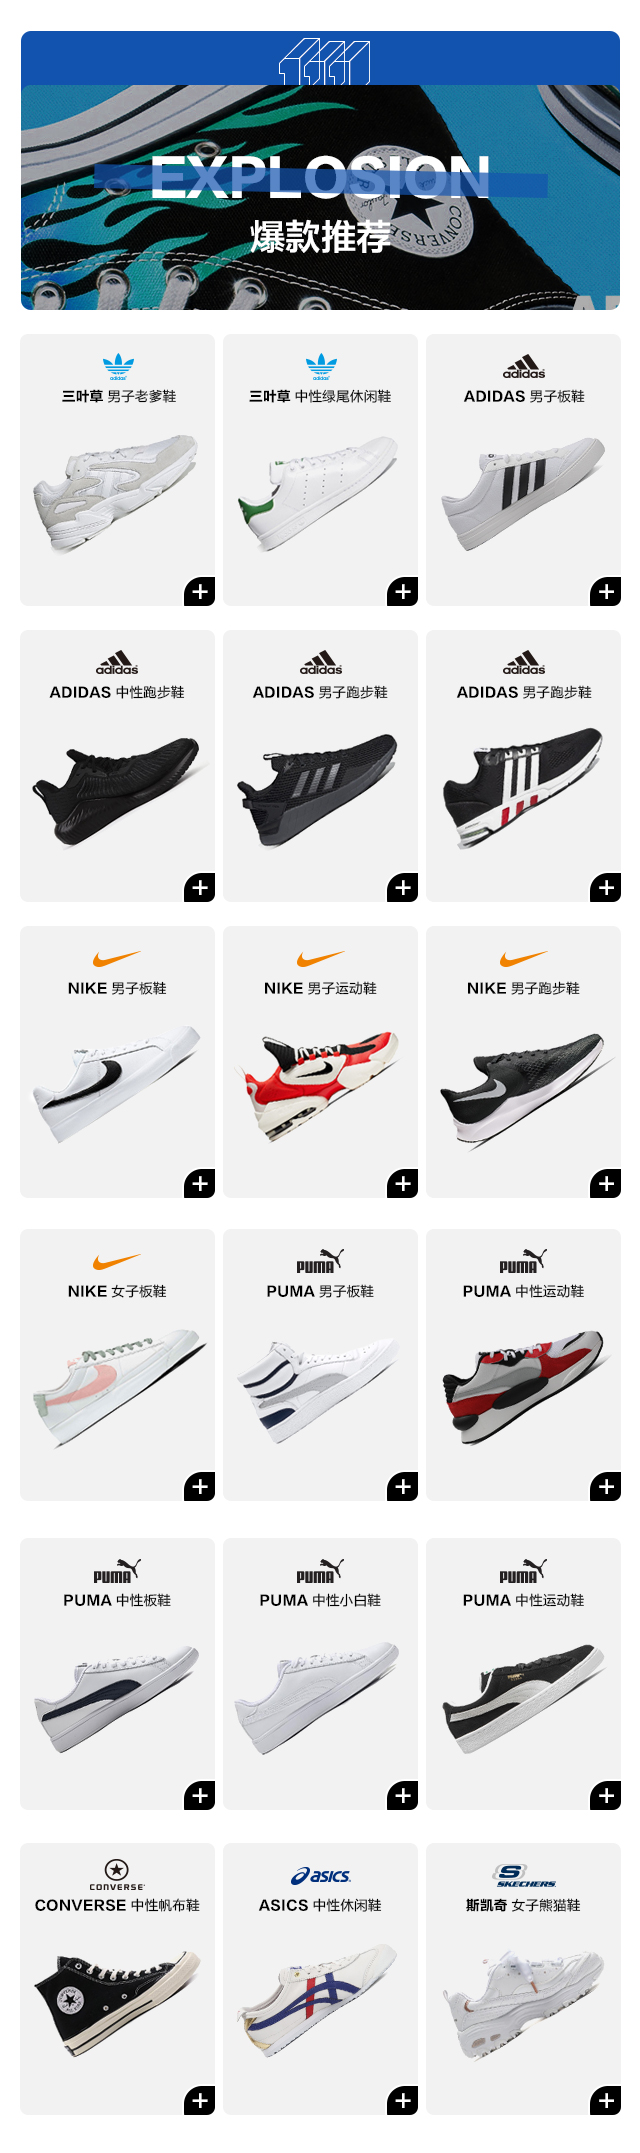 1111
EXPLOSION
爆款推荐
CONVERSE
adidas
三叶草 男子老爹鞋
adidas
三叶草 中性绿尾休闲鞋
adidas
ADIDAS 男子板鞋
adidas
ADIDAS 中性跑步鞋
adidas
ADIDAS 男子跑步鞋
adidas
ADIDAS 男子跑步鞋
NIKE 男子板鞋
NIKE 男子运动鞋
NIKE 男子跑步鞋
NIKE 女子板鞋
PUMA
PUMA 男子板鞋
PUMA
PUMA 中性运动鞋
PUMA
PUMA 中性板鞋
PUMA
PUMA 中性小白鞋
PUMA
PUMA 中性运动鞋
CONVERSE
CONVERSE 中性帆布鞋
asics
ASICS 中性休闲鞋
S
SKECHERS
斯凯奇 女子熊猫鞋